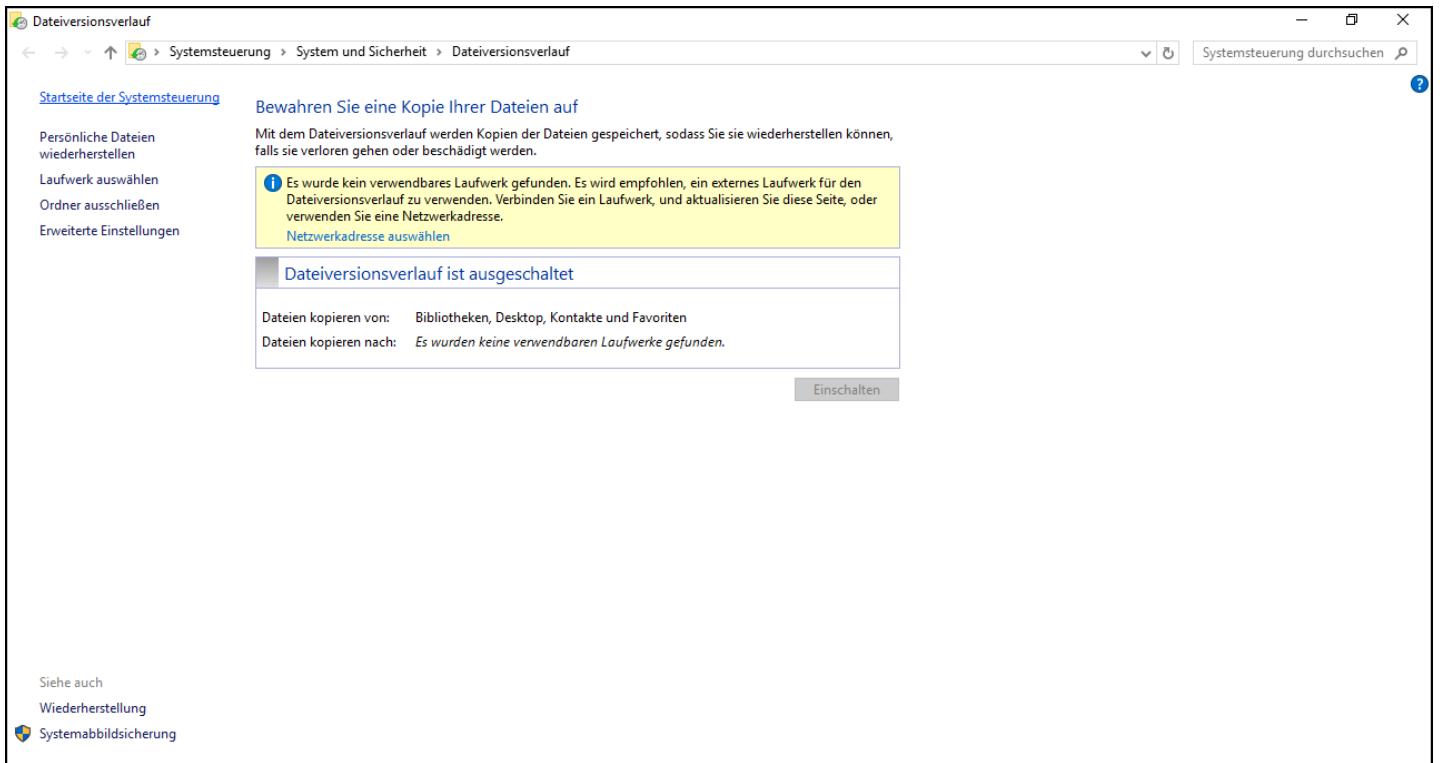 Dateiversionsverlauf
Systemsteuerung > System und Sicherheit > Dateiversionsverlauf
Systemsteuerung durchsuchen
Startseite der Systemsteuerung
Persönliche Dateien
wiederherstellen
Laufwerk auswählen
Ordner ausschließen
Erweiterte Einstellungen
Bewahren Sie eine Kopie Ihrer Dateien auf
Mit dem Dateiversionsverlauf werden Kopien der Dateien gespeichert, sodass Sie sie wiederherstellen können,
falls sie verloren gehen oder beschädigt werden.
Es wurde kein verwendbares Laufwerk gefunden. Es wird empfohlen, ein externes Laufwerk für den
Dateiversionsverlauf zu verwenden. Verbinden Sie ein Laufwerk, und aktualisieren Sie diese Seite, oder
verwenden Sie eine Netzwerkadresse.
Netzwerkadresse auswählen
Dateiversionsverlauf ist ausgeschaltet
Dateien kopieren von: Bibliotheken, Desktop, Kontakte und Favoriten
Dateien kopieren nach: Es wurden keine verwendbaren Laufwerke gefunden.
Einschalten
Siehe auch
Wiederherstellung
Systemabbildsicherung